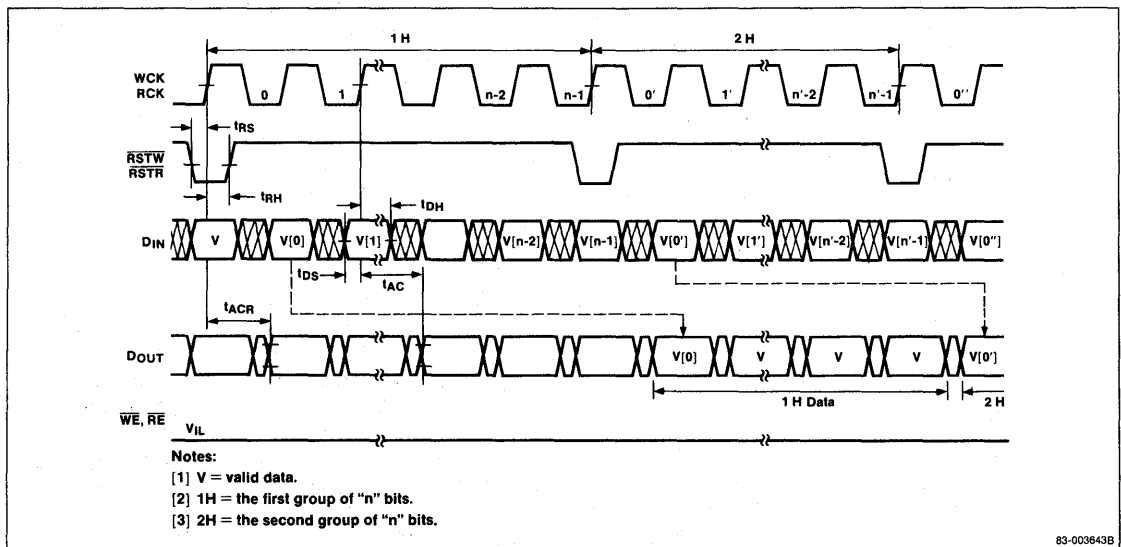 1 H 2 H
WCK
RCK
0 1 n-2 n-1 0' 1' n'-2 n'-1 0''
tRS
RSTW
RSTR
tRH tDH
DIN V V[0] V[1] V[n-2] V[n-1] V[0'] V[1'] V[n'-2] V[n'-1] V[0'']
tDS tAC
tACR
DOUT V[0] V V V V[0']
1 H Data 2 H
WE, RE
VIL
Notes:
[1] V = valid data.
[2] 1H = the first group of “n” bits.
[3] 2H = the second group of “n” bits.
83-003643B